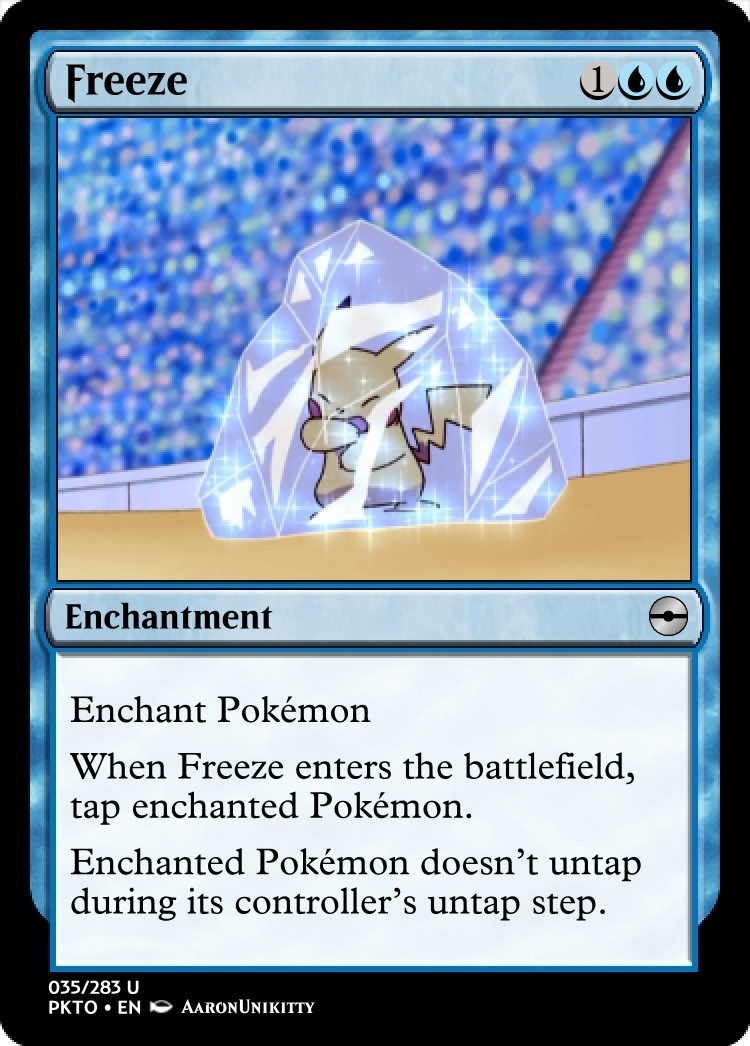 Freeze 1
Enchantment
Enchant Pokémon
When Freeze enters the battlefield,
tap enchanted Pokémon.
Enchanted Pokémon doesn't untap
during its controller's untap step.
035/283 U
PKTO • EN AARONUNIKITTY